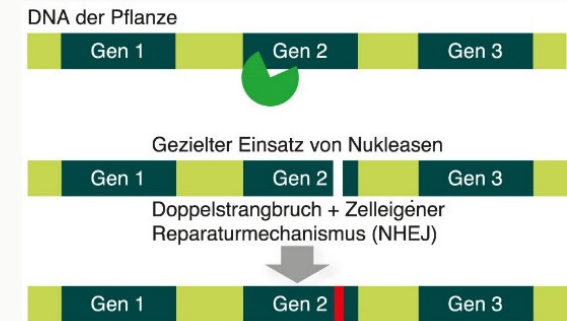 DNA der Pflanze
Gen 1 Gen 2 Gen 3
Gezielter Einsatz von Nukleasen
Gen 1 Gen 2 Gen 3
Doppelstrangbruch + Zelleigener
Reparaturmechanismus (NHEJ)
Gen 1 Gen 2 Gen 3